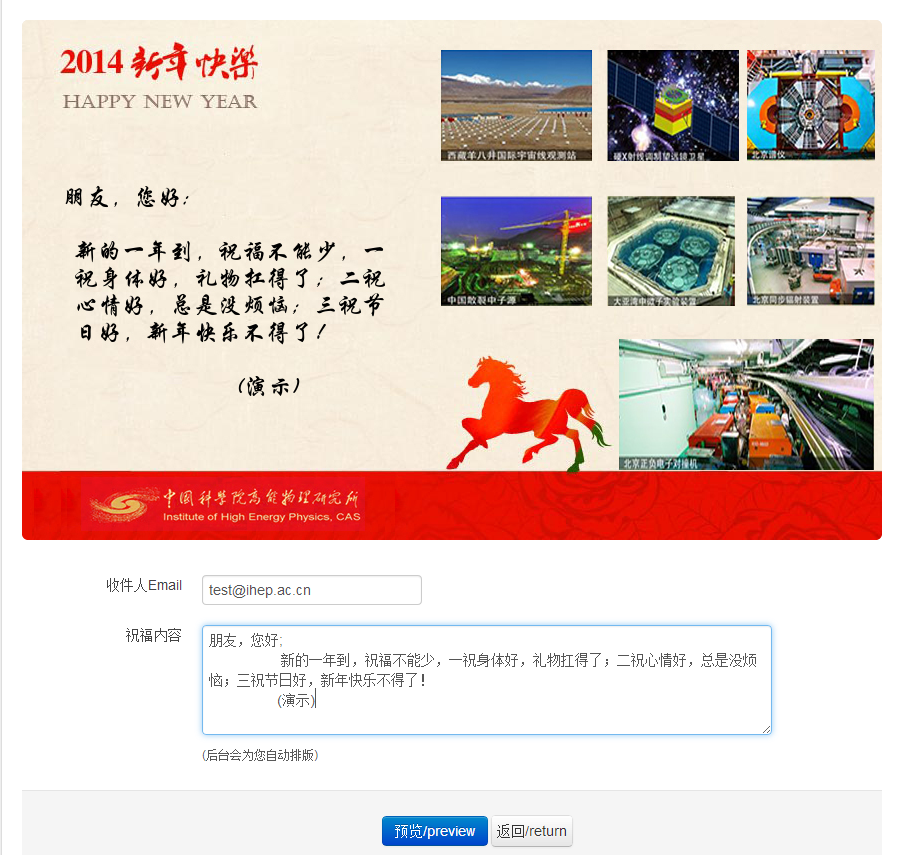 2014 新年快樂
HAPPY NEW YEAR
西藏羊八井国际宇宙线观测站
硬X射线调制望远镜卫星
北京谱仪
朋友，您好：
新的一年到，祝福不能少，一
祝身体好，礼物扛得了；二祝
心情好，总是没烦恼；三祝节
日好，新年快乐不得了！
（演示）
中国散裂中子源
大亚湾中微子实验装置
北京同步辐射装置
北京正负电子对撞机
中国科学院高能物理研究所
Institute of High Energy Physics, CAS
收件人Email
test@ihep.ac.cn
祝福内容
朋友，您好；
新的一年到，祝福不能少，一祝身体好，礼物扛得了；二祝心情好，总是没烦
恼；三祝节日好，新年快乐不得了！
(演示)
(后台会为您自动排版)
预览/preview
返回/return